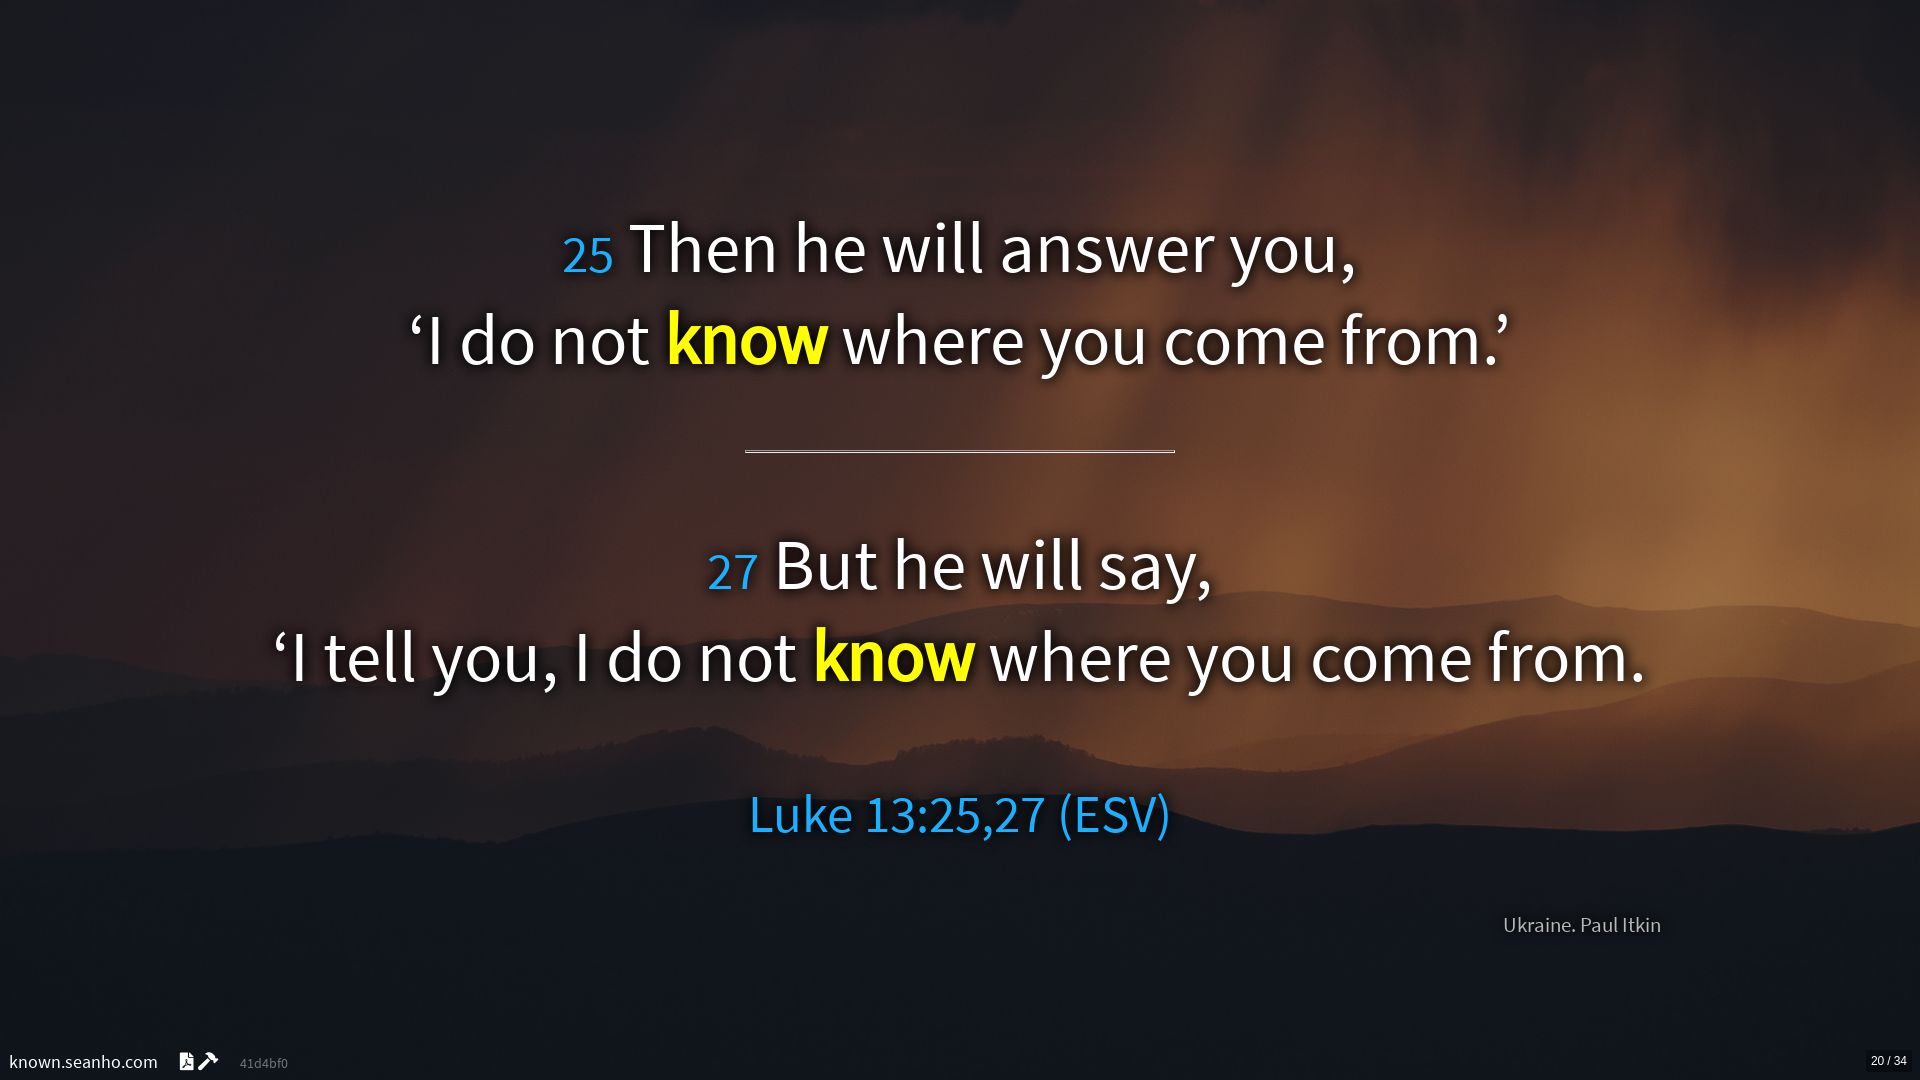 25 Then he will answer you,
‘I do not know where you come from.’
27 But he will say,
‘I tell you, I do not know where you come from.
Luke 13:25,27 (ESV)
Ukraine. Paul Itkin
known.seanho.com 41d4bf0
20 / 34